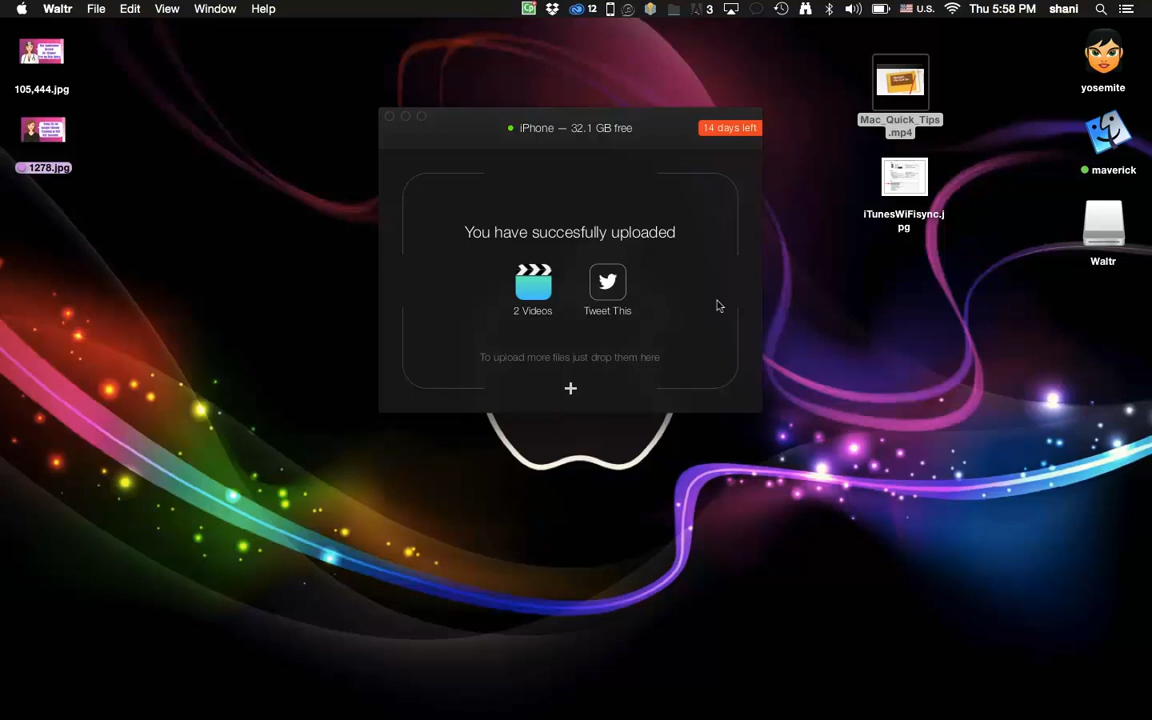 Waltr File Edit View Window Help
12 3 U.S. Thu 5:58 PM shani
105,444.jpg
1278.jpg
iPhone — 32.1 GB free
14 days left
You have succesfully uploaded
2 Videos
Tweet This
To upload more files just drop them here
+
Mac_Quick_Tips
.mp4
iTunesWiFisync.j
pg
yosemite
maverick
Waltr